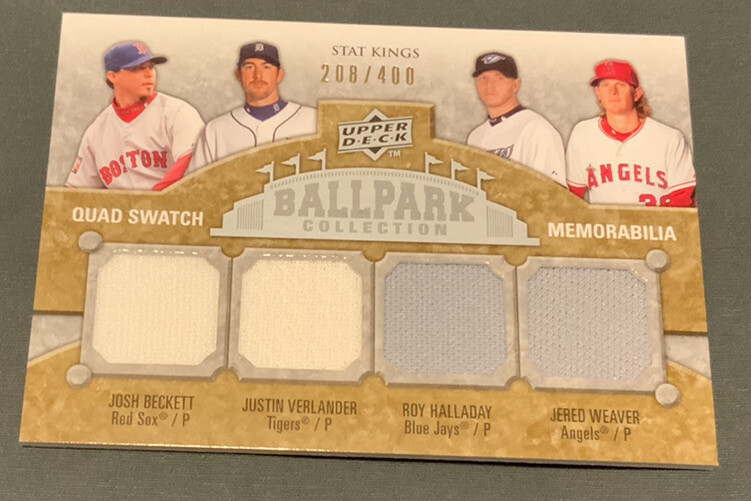 STAT KINGS
208/400
BOSTON
ANGELS
UPPER
D·E·C·K
TM
QUAD SWATCH
BALLPARK
COLLECTION
MEMORABILIA
JOSH BECKETT
Red Sox® / P
JUSTIN VERLANDER
Tigers® / P
ROY HALLADAY
Blue Jays® / P
JERED WEAVER
Angels® / P